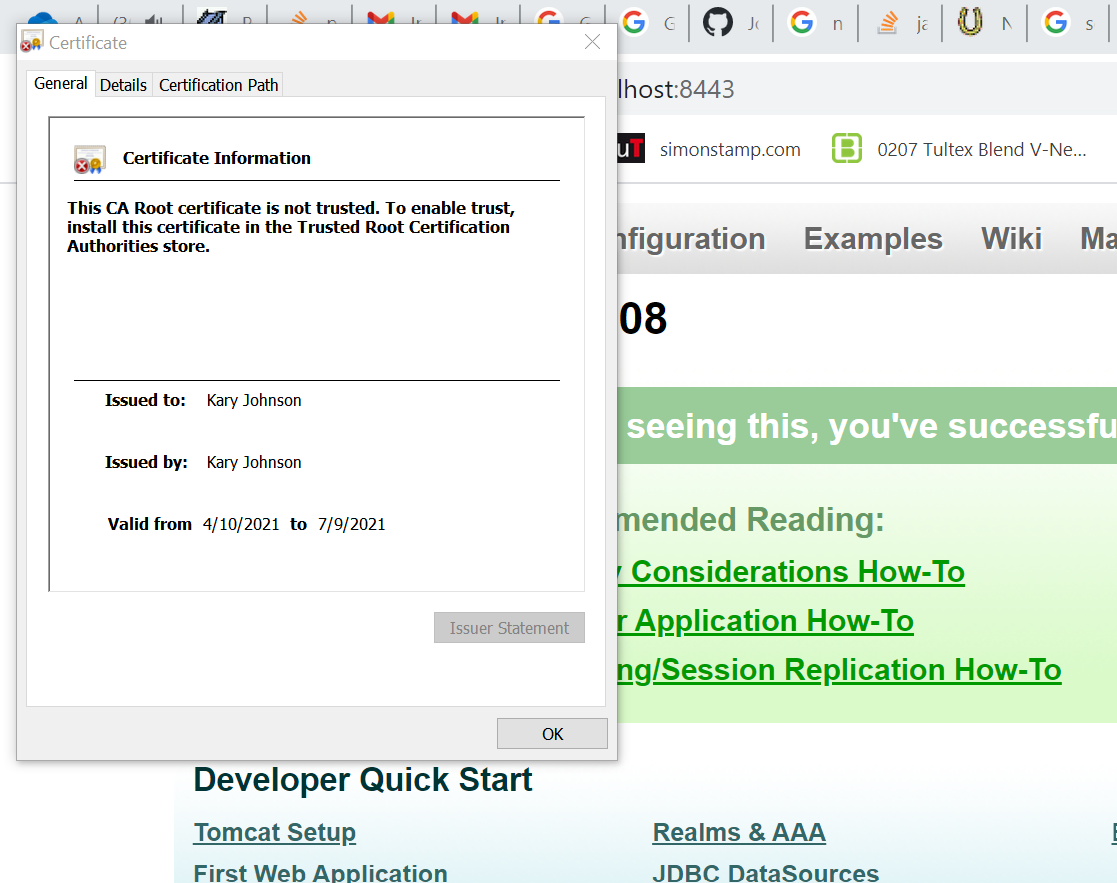 Certificate
General Details Certification Path
Certificate Information
This CA Root certificate is not trusted. To enable trust,
install this certificate in the Trusted Root Certification
Authorities store.
Issued to: Kary Johnson
Issued by: Kary Johnson
Valid from 4/10/2021 to 7/9/2021
Issuer Statement
OK
lhost:8443
simonstamp.com
0207 Tultex Blend V-Ne...
nfiguration Examples Wiki Ma
08
seeing this, you've successfu
mended Reading:
y Considerations How-To
r Application How-To
ng/Session Replication How-To
Developer Quick Start
Tomcat Setup
Realms & AAA
First Web Application
JDBC DataSources